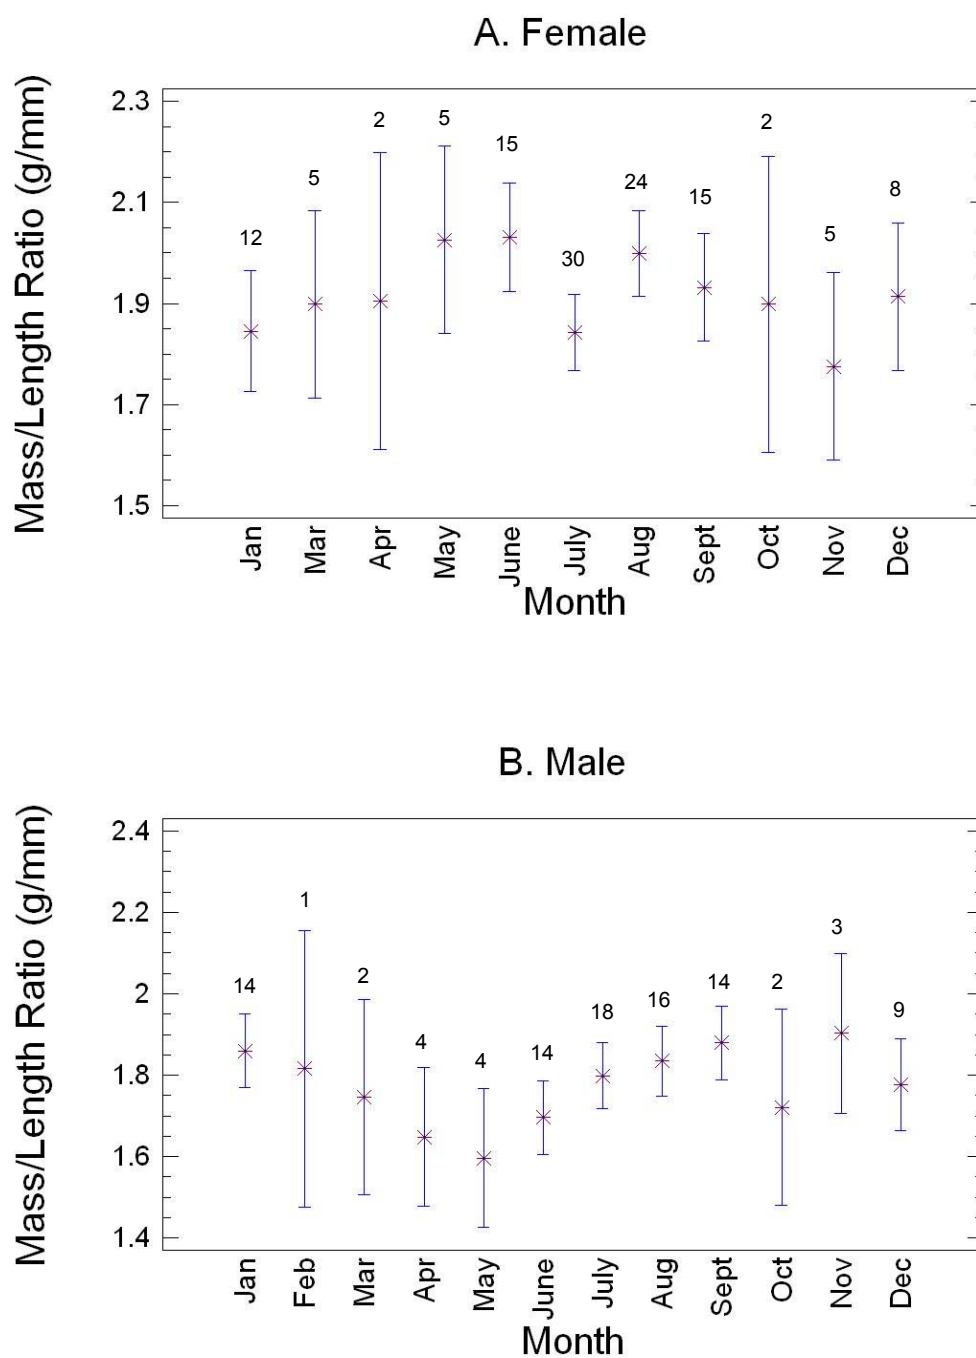 A. Female
Mass/Length Ratio (g/mm)
2.3
2.1
1.9
1.7
1.5
12
5
2
5
15
30
24
15
2
5
8
Jan
Mar
Apr
May
June
July
Aug
Sept
Oct
Nov
Dec
Month
B. Male
Mass/Length Ratio (g/mm)
2.4
2.2
2
1.8
1.6
1.4
14
1
2
4
4
14
18
16
14
2
3
9
Jan
Feb
Mar
Apr
May
June
July
Aug
Sept
Oct
Nov
Dec
Month